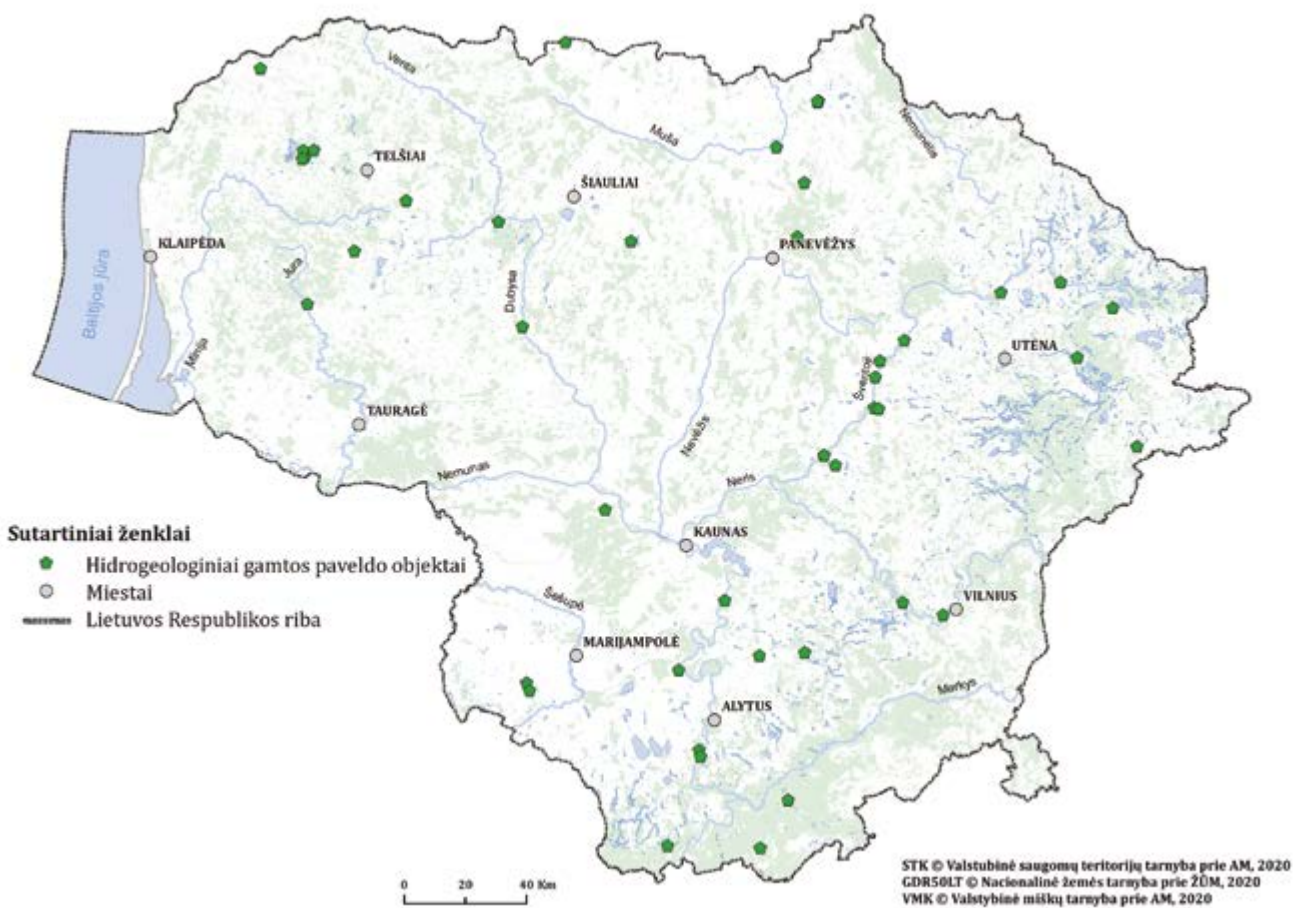 Venta
Muša
Nemunėlis
TELŠIAI
ŠIAULIAI
KLAIPĖDA
PANEVĖŽYS
Jūra
Dubysa
Baltijos jūra
Minija
Šventoji
UTENA
Nevėžis
TAURAGĖ
Nemunas
Neris
KAUNAS
Sutartiniai ženklai
Hidrogeologiniai gamtos paveldo objektai
Miestai
Lietuvos Respublikos riba
Šešupė
VILNIUS
MARIJAMPOLĖ
Merkys
ALYTUS
0 20 40 Km
STK © Valstubinė saugomų teritorijų tarnyba prie AM, 2020
GDR50LT © Nacionalinė žemės tarnyba prie ŽŪM, 2020
VMK © Valstybinė miškų tarnyba prie AM, 2020